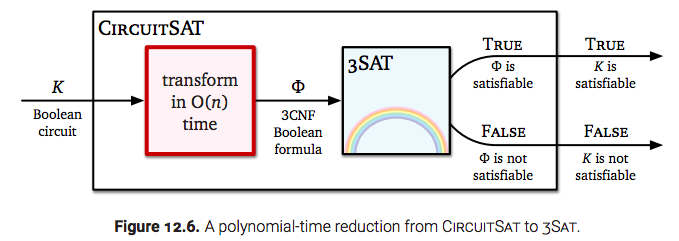 CIRCUITSAT
K
Boolean
circuit
transform
in O(n)
time
Φ
3CNF
Boolean
formula
3SAT
TRUE
Φ is
satisfiable
TRUE
K is
satisfiable
FALSE
Φ is not
satisfiable
FALSE
K is not
satisfiable
Figure 12.6. A polynomial-time reduction from CIRCUITSAT to 3SAT.